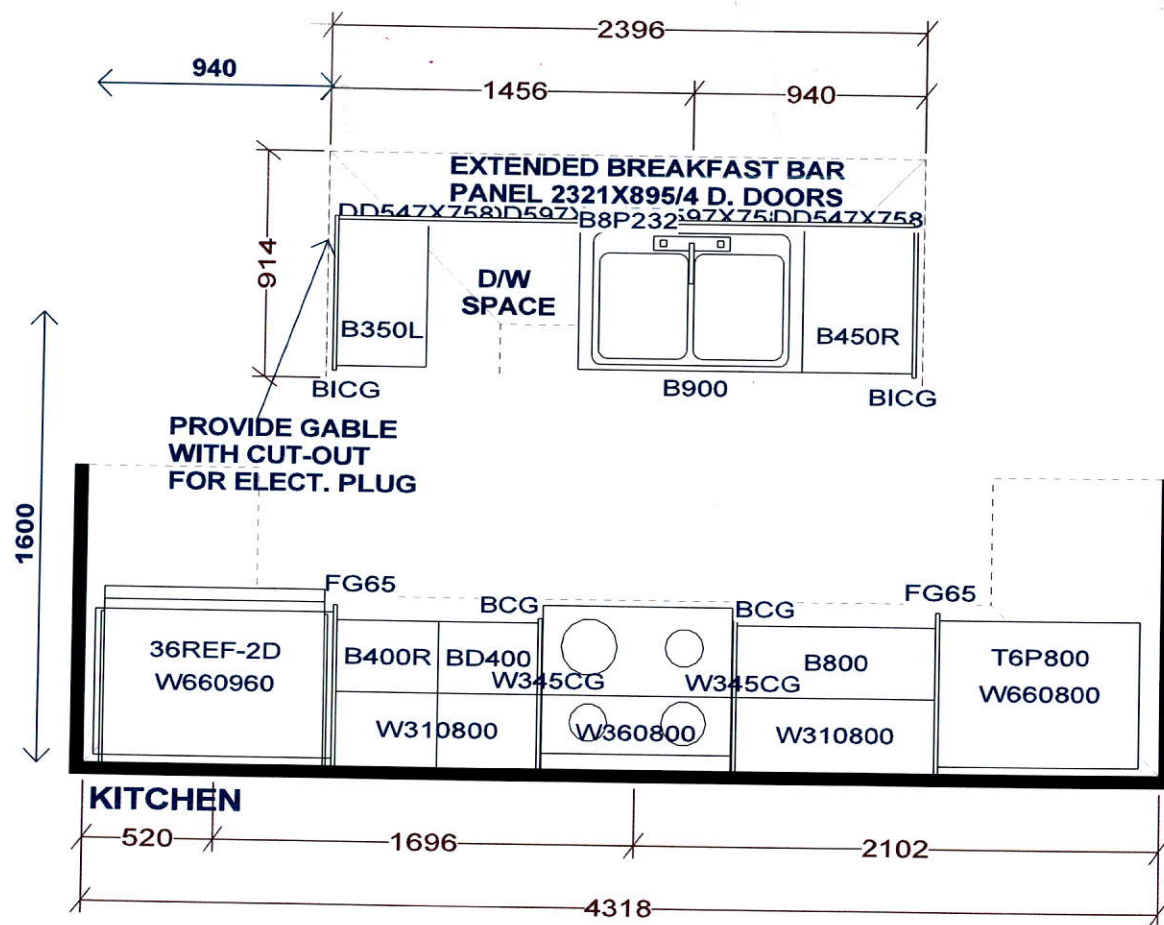 2396
940
1456
940
EXTENDED BREAKFAST BAR
PANEL 2321X895/4 D. DOORS
DD547X758
DD547X758
B8P232
914
D/W
SPACE
B350L
B450R
BICG
B900
BICG
PROVIDE GABLE
WITH CUT-OUT
FOR ELECT. PLUG
1600
FG65
BCG
BCG
FG65
36REF-2D
W660960
B400R
BD400
W345CG
W345CG
B800
T6P800
W660800
W310800
W360800
W310800
KITCHEN
520
1696
2102
4318